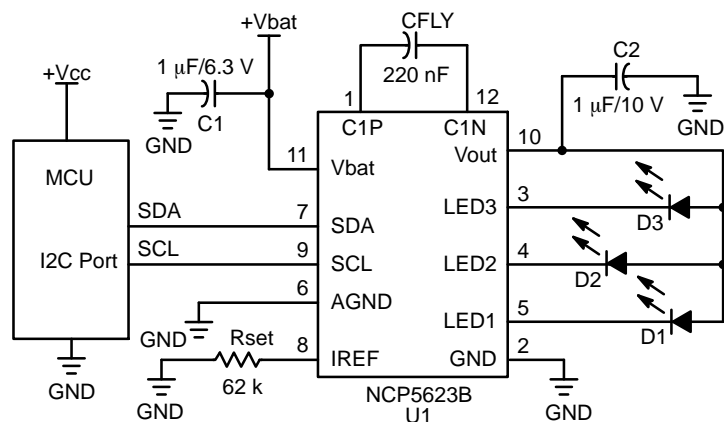 +Vbat
CFLY
220 nF
C2
1 μF/10 V
GND
+Vcc
1 μF/6.3 V
C1
GND
1
12
C1P
C1N
10
Vout
11
Vbat
MCU
I2C Port
SDA
7
SDA
SCL
9
SCL
6
AGND
GND
Rset
62 k
8
IREF
GND
GND
3
LED3
D3
4
LED2
D2
5
LED1
D1
2
GND
GND
NCP5623B
U1